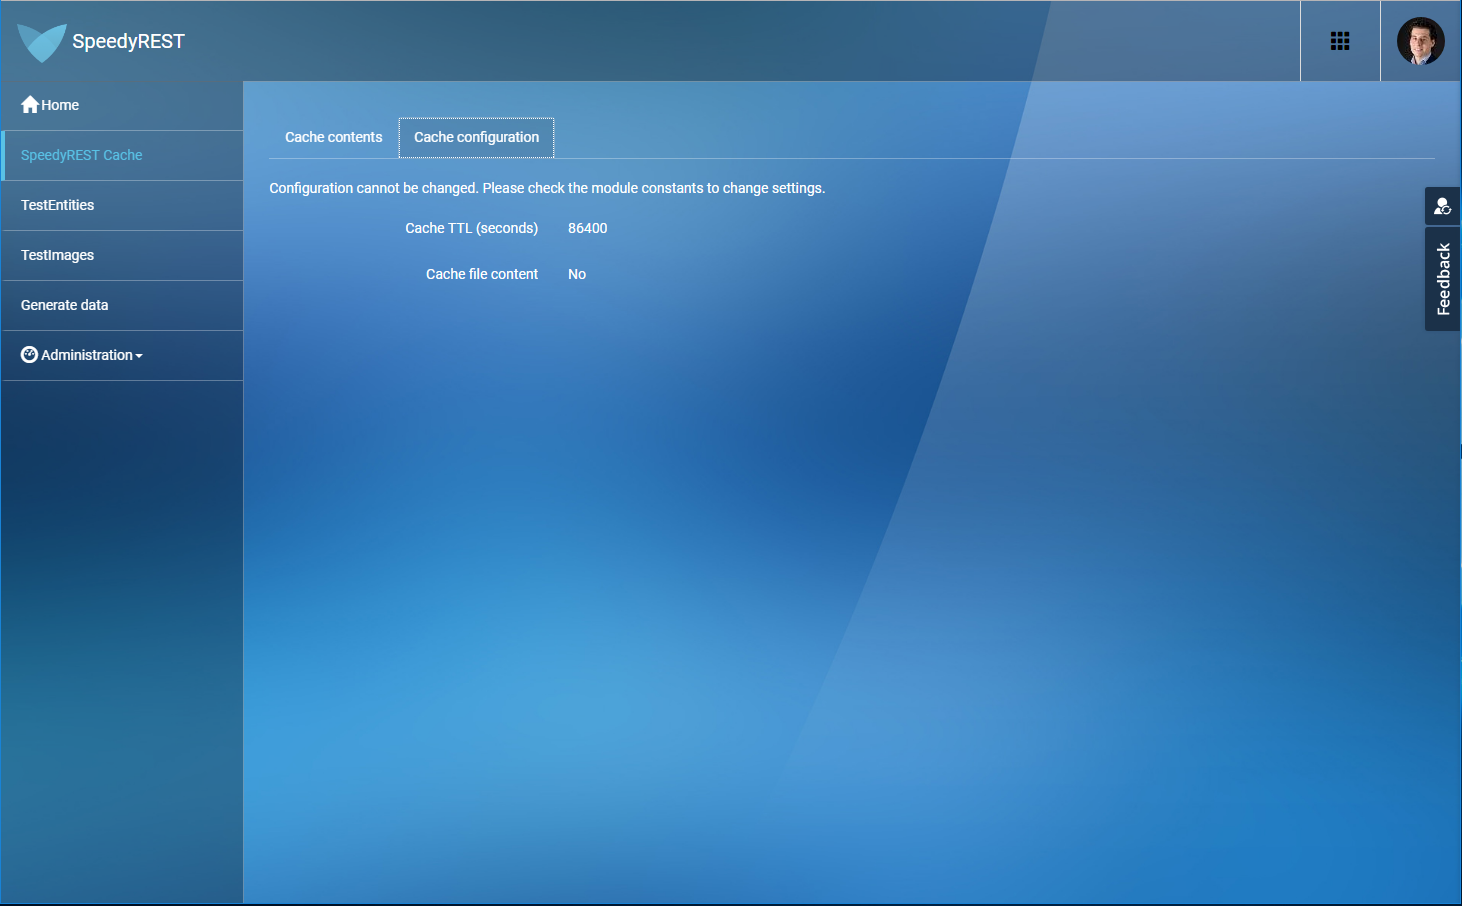 SpeedyREST
Home
SpeedyREST Cache
TestEntities
TestImages
Generate data
Administration
Cache contents
Cache configuration
Configuration cannot be changed. Please check the module constants to change settings.
Cache TTL (seconds) 86400
Cache file content No
Feedback